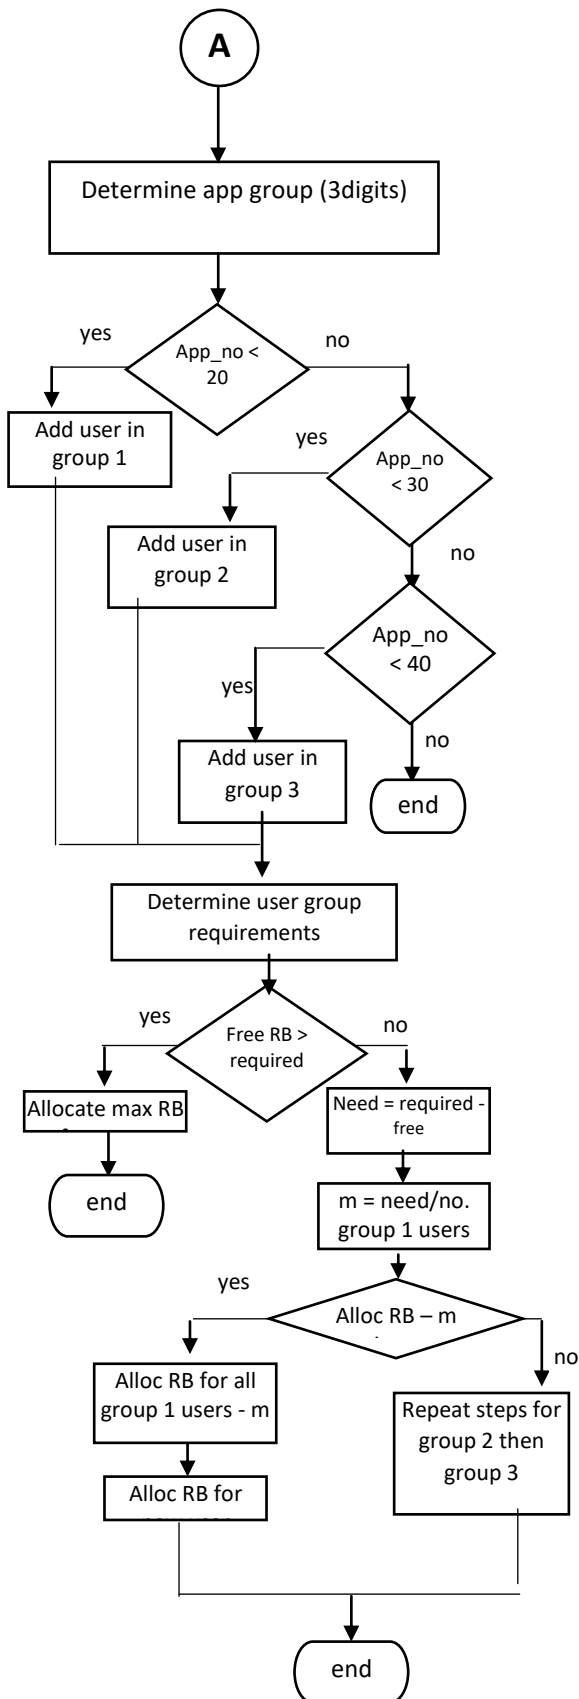 A
Determine app group (3digits)
yes
no
App_no <
20
Add user in
group 1
yes
App_no
< 30
Add user in
group 2
no
App_no
< 40
yes
no
Add user in
group 3
end
Determine user group
requirements
yes
no
Free RB >
required
Allocate max RB
Need = required -
free
end
m = need/no.
group 1 users
yes
Alloc RB – m
no
Alloc RB for all
group 1 users - m
Repeat steps for
group 2 then
group 3
Alloc RB for
end